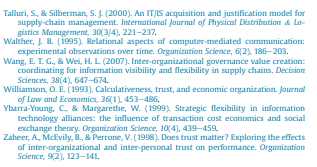 Talluri, S., & Silberman, S. J. (2000). An IT/IS acquisition and justification model for
supply-chain management. International Journal of Physical Distribution & Lo-
gistics Management, 30(3/4), 221–237.
Walther, J. B. (1995). Relational aspects of computer-mediated communication:
experimental observations over time. Organization Science, 6(2), 186–203.
Wang, E. T. G., & Wei, H. L. (2007). Inter-organizational governance value creation:
coordinating for information visibility and flexibility in supply chains. Decision
Sciences, 38(4), 647–674.
Williamson, O. E. (1993). Calculativeness, trust, and economic organization. Journal
of Law and Economics, 36(1), 453–486.
Ybarra-Young, C., & Margarethe, W. (1999). Strategic flexibility in information
technology alliances: the influence of transaction cost economics and social
exchange theory. Organization Science, 10(4), 439–459.
Zaheer, A., McEvily, B., & Perrone, V. (1998). Does trust matter? Exploring the effects
of inter-organizational and inter-personal trust on performance. Organization
Science, 9(2), 123–141.